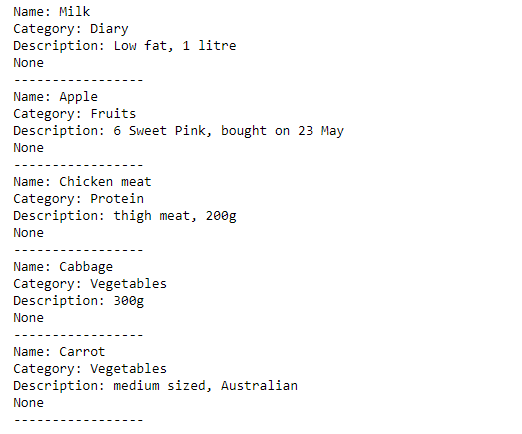 Name: Milk
Category: Diary
Description: Low fat, 1 litre
None
-----------------
Name: Apple
Category: Fruits
Description: 6 Sweet Pink, bought on 23 May
None
-----------------
Name: Chicken meat
Category: Protein
Description: thigh meat, 200g
None
-----------------
Name: Cabbage
Category: Vegetables
Description: 300g
None
-----------------
Name: Carrot
Category: Vegetables
Description: medium sized, Australian
None
-----------------